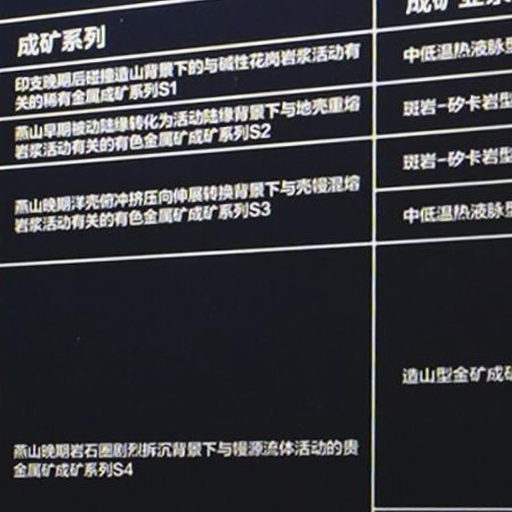 成矿系列
成矿亚系
印支晚期后碰撞造山背景下的与碱性花岗岩浆活动有
关的稀有金属成矿系列S1
中低温热液脉型
燕山早期被动陆缘转化为活动陆缘背景下与地壳重熔
岩浆活动有关的有色金属矿成矿系列S2
斑岩-矽卡岩型
燕山晚期洋壳俯冲挤压向伸展转换背景下与壳幔混熔
岩浆活动有关的有色金属矿成矿系列S3
斑岩-矽卡岩型
中低温热液脉型
造山型金矿成矿
燕山晚期岩石圈剧烈拆沉背景下与幔源流体活动的贵
金属矿成矿系列S4